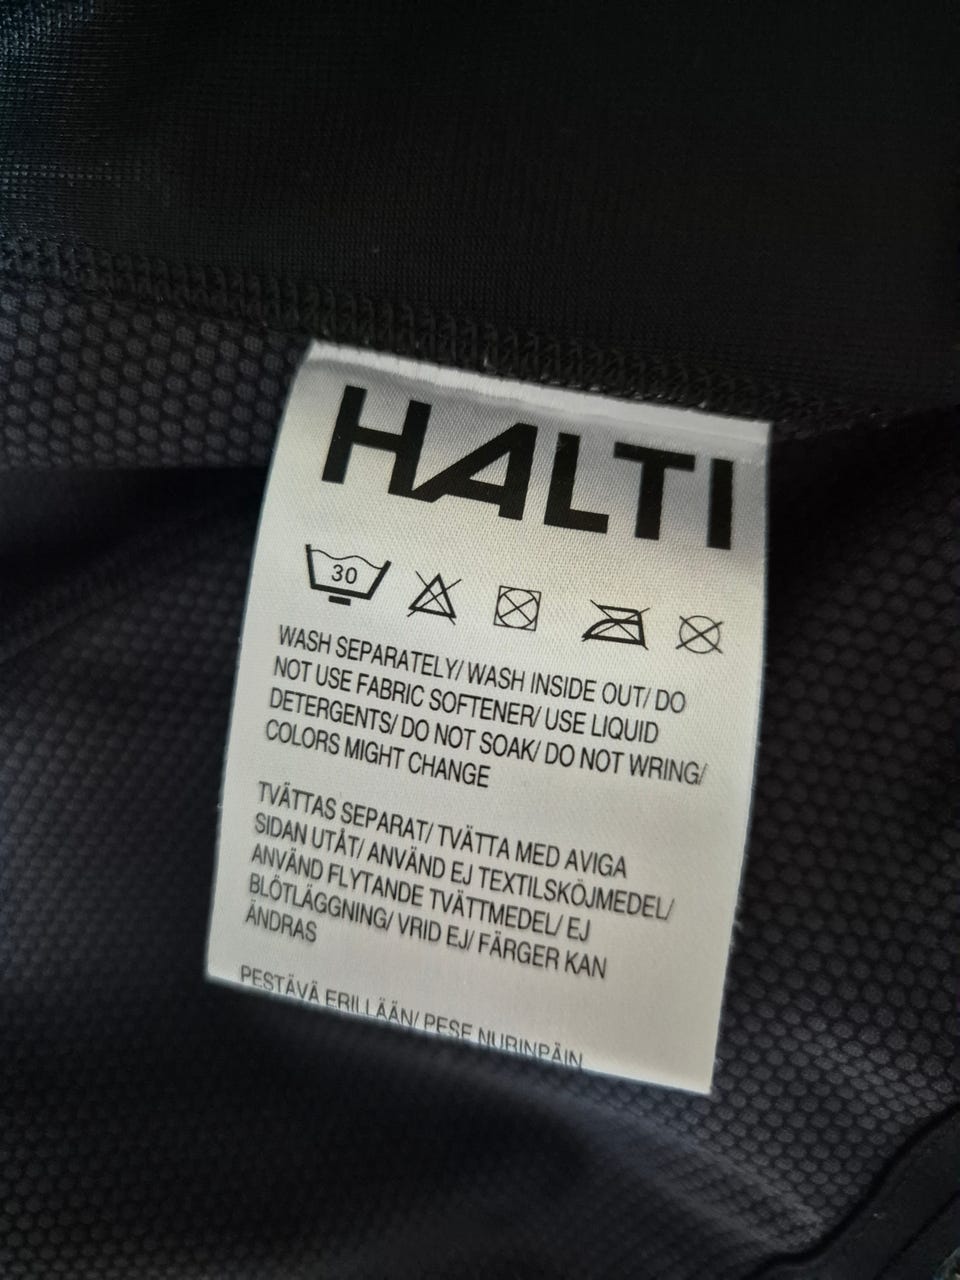 HALTI
30
WASH SEPARATELY/ WASH INSIDE OUT/ DO
NOT USE FABRIC SOFTENER/ USE LIQUID
DETERGENTS/ DO NOT SOAK/ DO NOT WRING/
COLORS MIGHT CHANGE
TVÄTTAS SEPARAT/ TVÄTTA MED AVIGA
SIDAN UTÅT/ ANVÄND EJ TEXTILSKÖJMEDEL/
ANVÄND FLYTANDE TVÄTTMEDEL/ EJ
BLÖTLÄGGNING/ VRID EJ/ FÄRGER KAN
ÄNDRAS
PESTÄVÄ ERILLÄÄN/ PESE NURINPÄIN